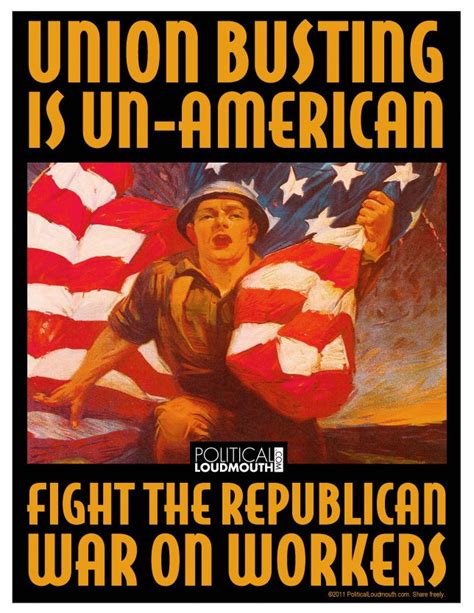 UNION BUSTING
IS UN-AMERICAN
POLITICAL
LOUDMOUTH
.COM
FIGHT THE REPUBLICAN
WAR ON WORKERS
©2011 PoliticalLoudmouth.com. Share freely.